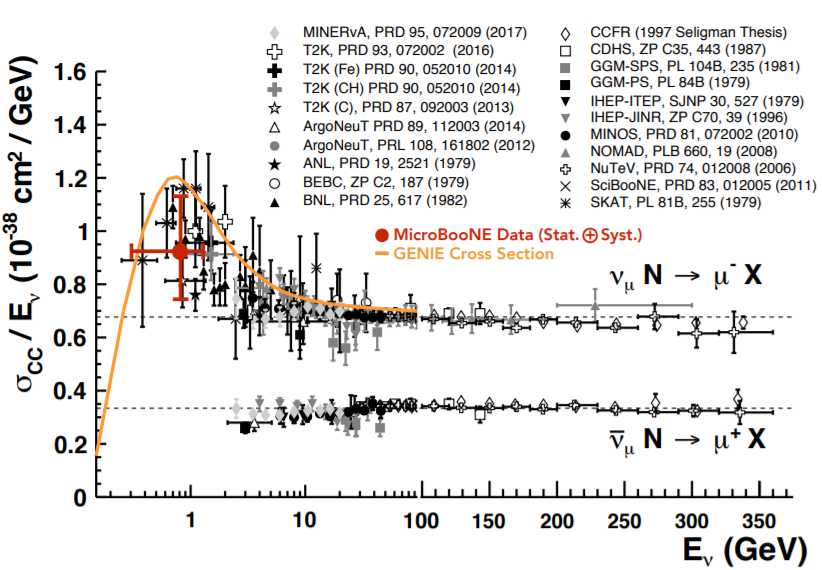 MINERvA, PRD 95, 072009 (2017)
T2K, PRD 93, 072002 (2016)
T2K (Fe) PRD 90, 052010 (2014)
T2K (CH) PRD 90, 052010 (2014)
T2K (C), PRD 87, 092003 (2013)
ArgoNeuT PRD 89, 112003 (2014)
ArgoNeuT, PRL 108, 161802 (2012)
ANL, PRD 19, 2521 (1979)
BEBC, ZP C2, 187 (1979)
BNL, PRD 25, 617 (1982)
CCFR (1997 Seligman Thesis)
CDHS, ZP C35, 443 (1987)
GGM-SPS, PL 104B, 235 (1981)
GGM-PS, PL 84B (1979)
IHEP-ITEP, SJNP 30, 527 (1979)
IHEP-JINR, ZP C70, 39 (1996)
MINOS, PRD 81, 072002 (2010)
NOMAD, PLB 660, 19 (2008)
NuTeV, PRD 74, 012008 (2006)
SciBooNE, PRD 83, 012005 (2011)
SKAT, PL 81B, 255 (1979)
MicroBooNE Data (Stat. ⊕ Syst.)
GENIE Cross Section
νμ N → μ⁻ X
ν̄μ N → μ⁺ X
σCC / Eν (10⁻³⁸ cm² / GeV)
1.6
1.4
1.2
1
0.8
0.6
0.4
0.2
0
1 10 100 150 200 250 300 350
Eν (GeV)